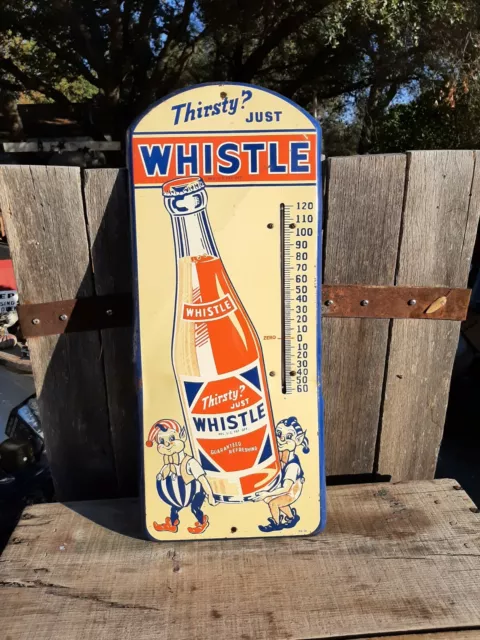 Thirsty? JUST
WHISTLE
120
110
100
90
80
70
60
50
40
30
20
10
ZERO 0
10
20
30
40
50
60
WHISTLE
Thirsty?
JUST
WHISTLE
GUARANTEED
REFRESHING